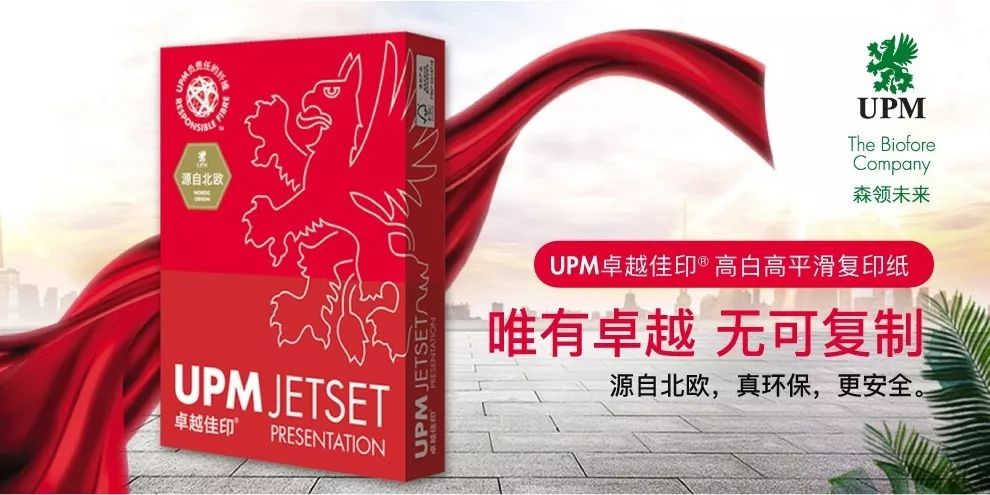 UPM负责任的纤维
RESPONSIBLE FIBRE
UPM
源自北欧
NORDIC
ORIGIN
UPM JETSET
卓越佳印®
PRESENTATION
UPM JETSET
PRESENTATION
UPM
The Biofore
Company
森领未来
UPM卓越佳印® 高白高平滑复印纸
唯有卓越 无可复制
源自北欧，真环保，更安全。